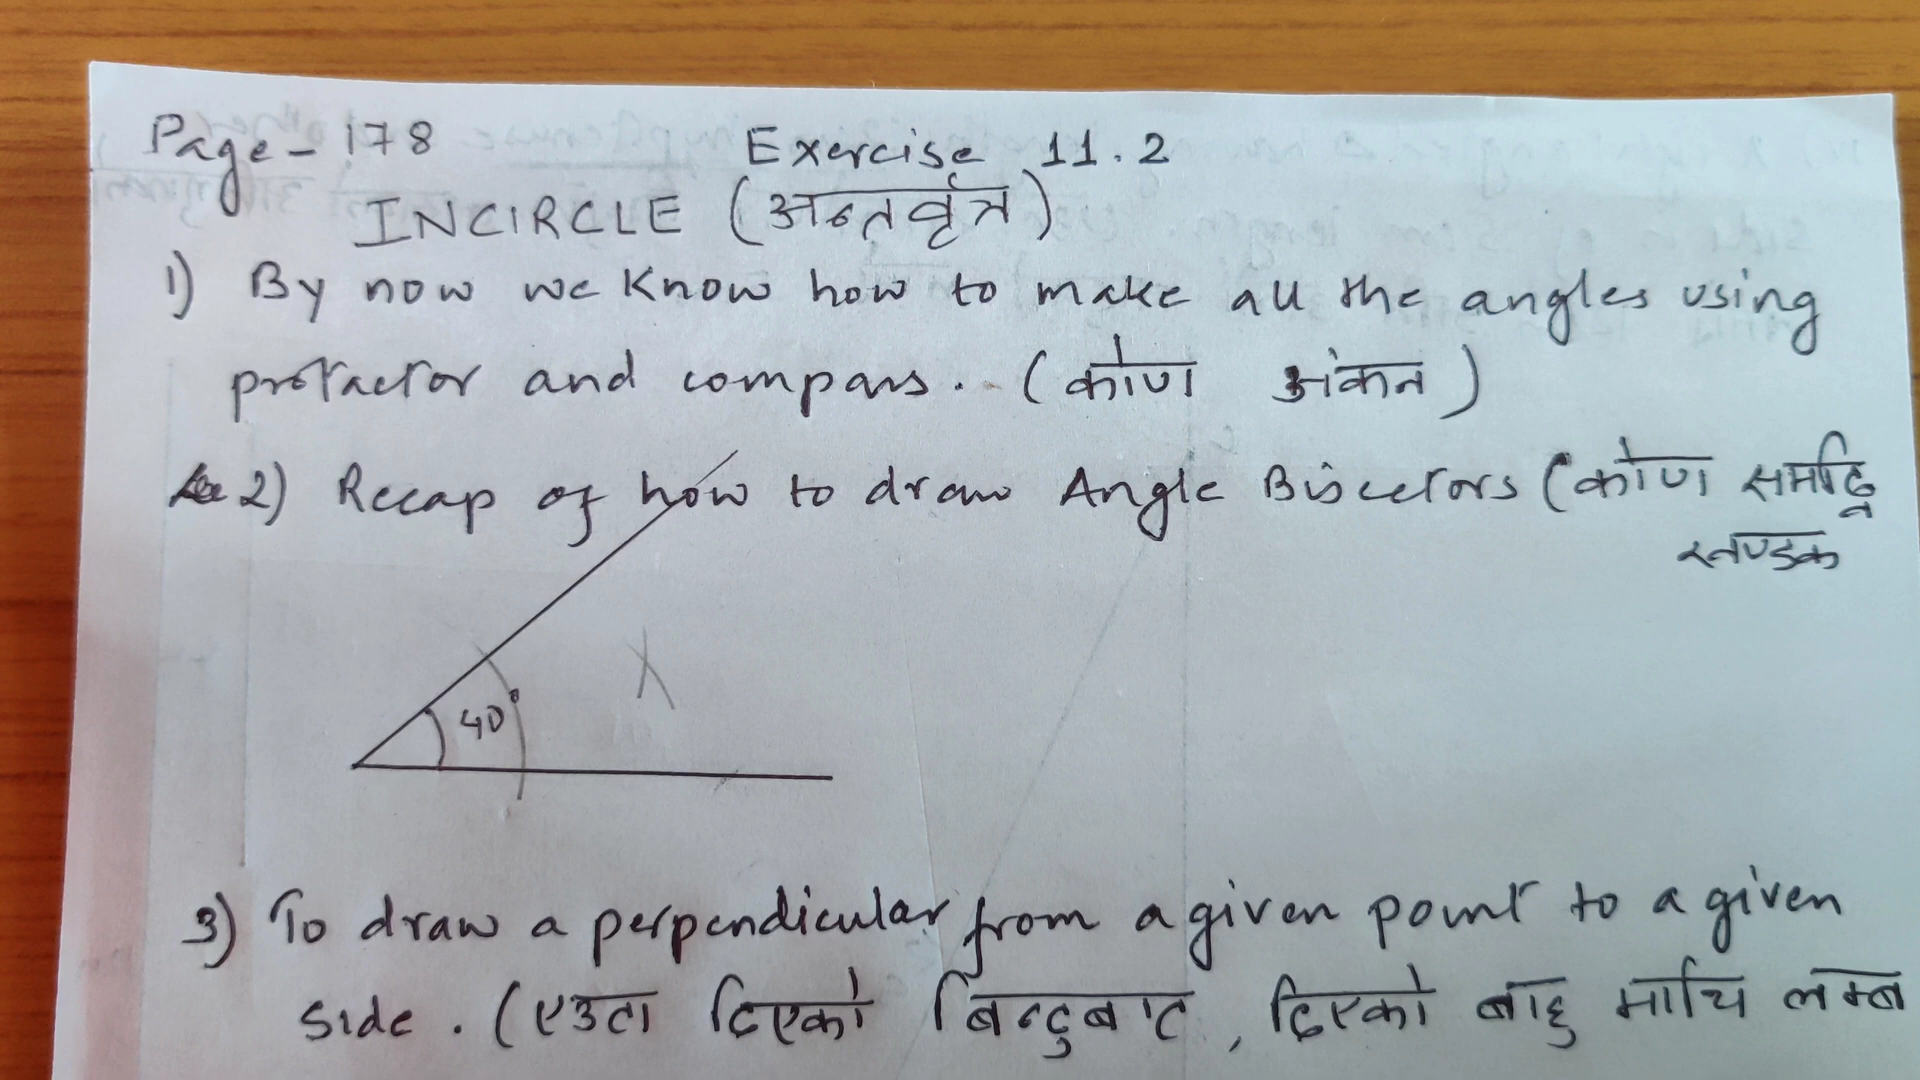 Page - 178 Exercise 11.2
INCIRCLE (अन्तर्वृत्त)
1) By now we know how to make all the angles using
protactor and compass. (कोण अंकन)
2) Recap of how to draw Angle Biscetors (कोण समद्वि
खण्डक
40°
3) To draw a perpendicular from a given point to a given
side. (एउटा दिएको बिन्दुबाट, दिएको बाहु माथि लम्ब